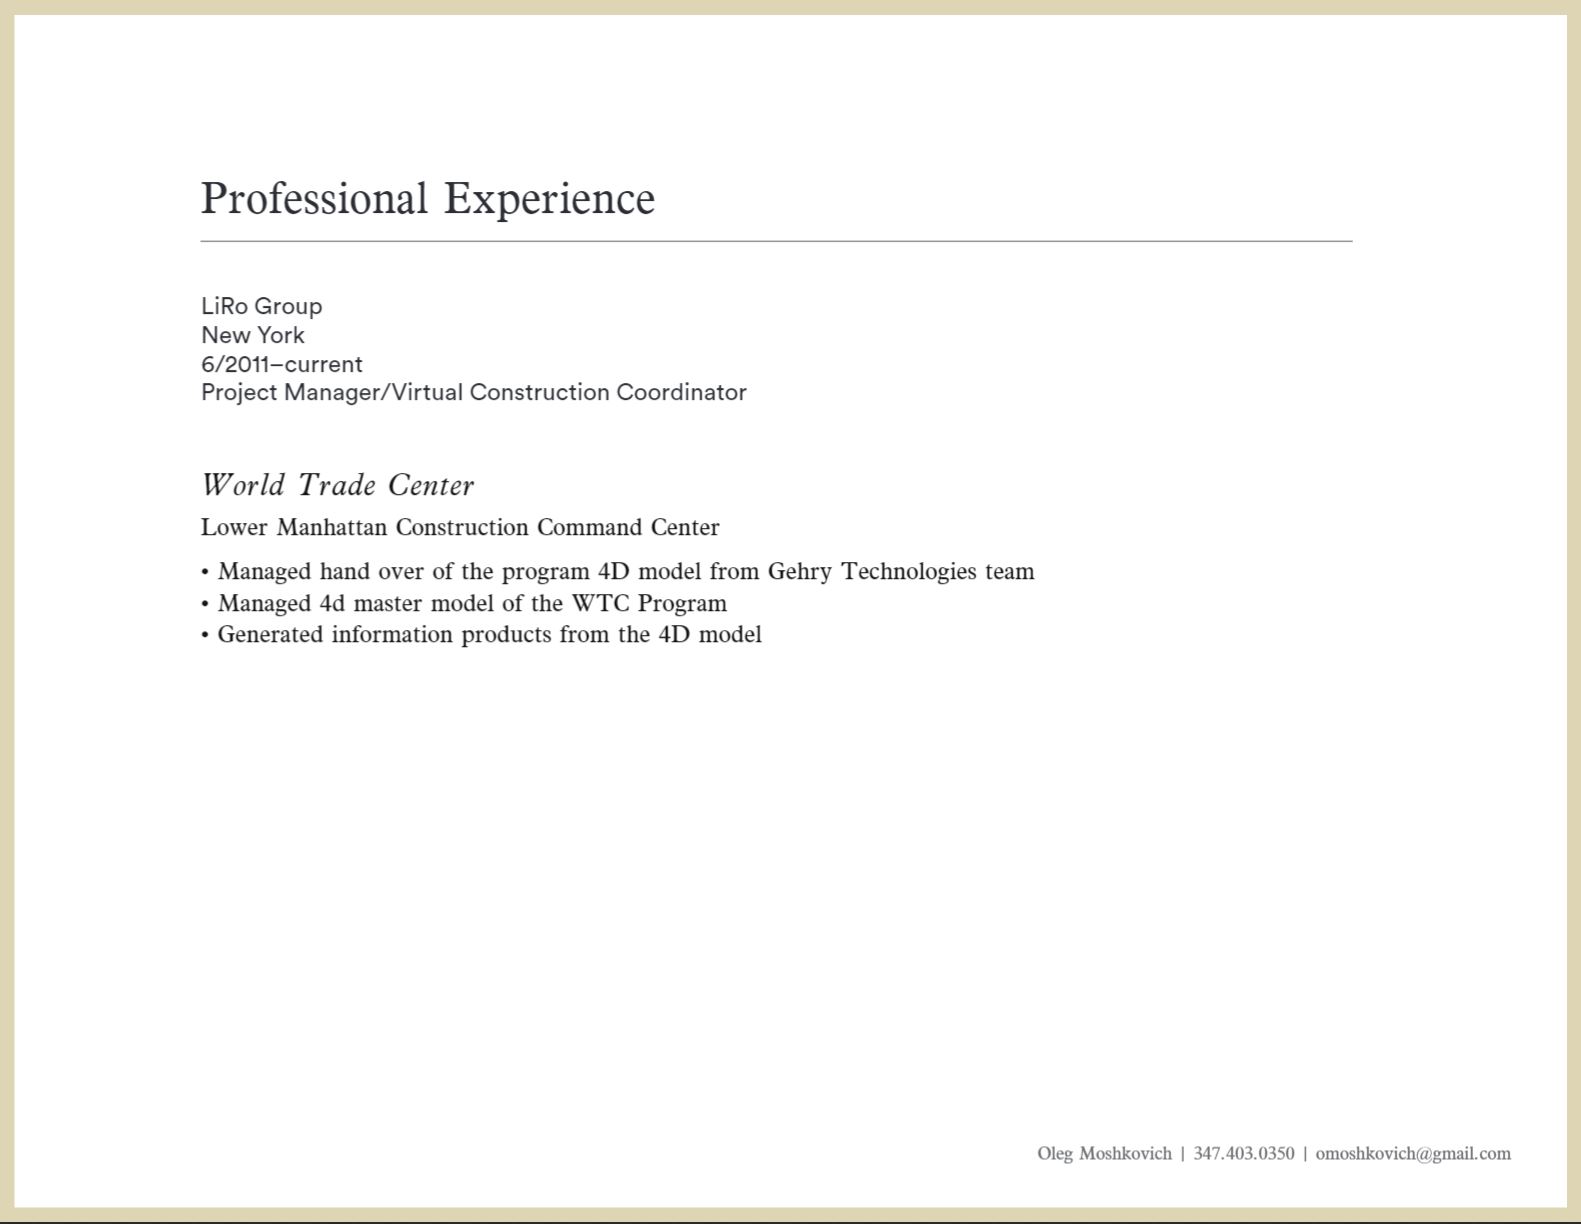 Professional Experience
LiRo Group
New York
6/2011–current
Project Manager/Virtual Construction Coordinator
World Trade Center
Lower Manhattan Construction Command Center
• Managed hand over of the program 4D model from Gehry Technologies team
• Managed 4d master model of the WTC Program
• Generated information products from the 4D model
Oleg Moshkovich | 347.403.0350 | omoshkovich@gmail.com